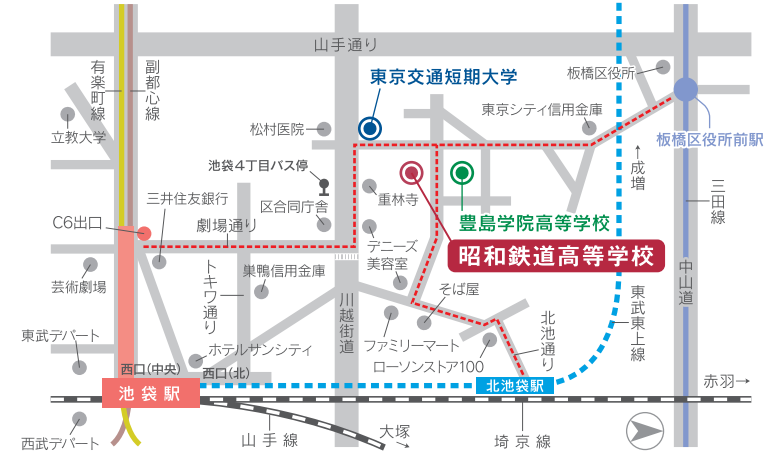 山手通り
有楽町線
副都心線
東京交通短期大学
板橋区役所
東京シティ信用金庫
松村医院
立教大学
板橋区役所前駅
池袋4丁目バス停
↑成増
三井住友銀行
区合同庁舎
重林寺
三田線
豊島学院高等学校
C6出口
劇場通り
昭和鉄道高等学校
デニーズ
美容室
トキワ通り
巣鴨信用金庫
中山道
芸術劇場
川越街道
そば屋
東武東上線
北池通り
東武デパート
ホテルサンシティ
ファミリーマート
ローソンストア100
西口(中央)
西口(北)
赤羽→
池袋駅
北池袋駅
西武デパート
山手線
大塚→
埼京線